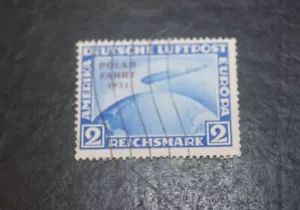 DEUTSCHE LUFTPOST
POLAR-
FAHRT
1931
AMERIKA
EUROPA
2
REICHSMARK
2